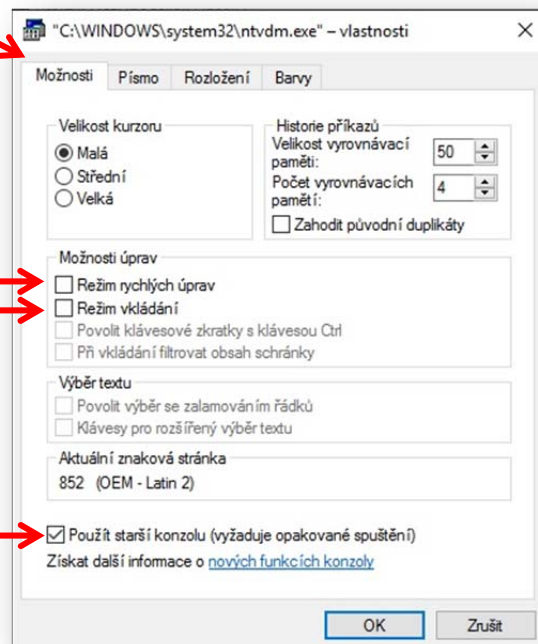 "C:\WINDOWS\system32\ntvdm.exe" – vlastnosti
Možnosti Písmo Rozložení Barvy
Velikost kurzoru
Malá
Střední
Velká
Historie příkazů
Velikost vyrovnávací
paměti:
50
Počet vyrovnávacích
pamětí:
4
Zahodit původní duplikáty
Možnosti úprav
Režim rychlých úprav
Režim vkládání
Povolit klávesové zkratky s klávesou Ctrl
Při vkládání filtrovat obsah schránky
Výběr textu
Povolit výběr se zalamováním řádků
Klávesy pro rozšířený výběr textu
Aktuální znaková stránka
852 (OEM - Latin 2)
Použít starší konzolu (vyžaduje opakované spuštění)
Získat další informace o nových funkcích konzoly
OK Zrušit